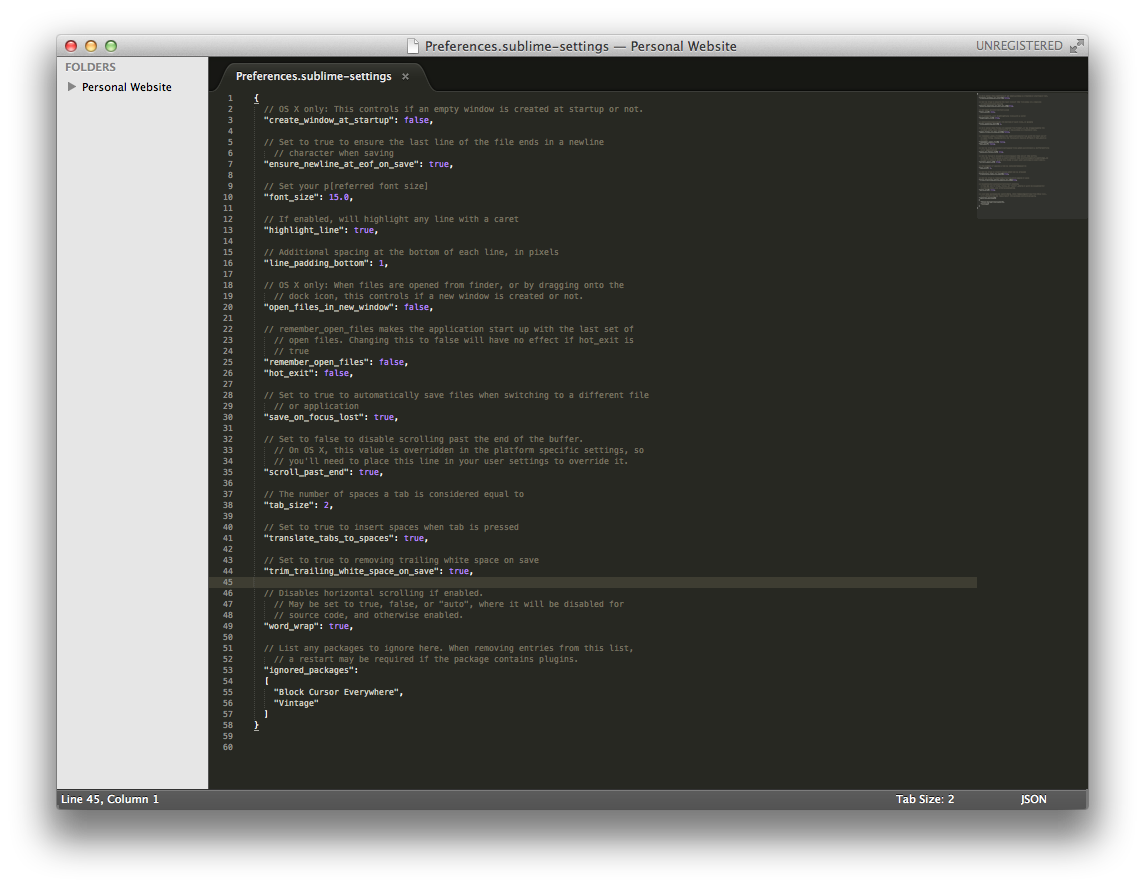 Preferences.sublime-settings — Personal Website
UNREGISTERED
FOLDERS
Personal Website
Preferences.sublime-settings ×
1 {
2 // OS X only: This controls if an empty window is created at startup or not.
3 "create_window_at_startup": false,
4
5 // Set to true to ensure the last line of the file ends in a newline
6 // character when saving
7 "ensure_newline_at_eof_on_save": true,
8
9 // Set your p[referred font size]
10 "font_size": 15.0,
11
12 // If enabled, will highlight any line with a caret
13 "highlight_line": true,
14
15 // Additional spacing at the bottom of each line, in pixels
16 "line_padding_bottom": 1,
17
18 // OS X only: When files are opened from finder, or by dragging onto the
19 // dock icon, this controls if a new window is created or not.
20 "open_files_in_new_window": false,
21
22 // remember_open_files makes the application start up with the last set of
23 // open files. Changing this to false will have no effect if hot_exit is
24 // true
25 "remember_open_files": false,
26 "hot_exit": false,
27
28 // Set to true to automatically save files when switching to a different file
29 // or application
30 "save_on_focus_lost": true,
31
32 // Set to false to disable scrolling past the end of the buffer.
33 // On OS X, this value is overridden in the platform specific settings, so
34 // you'll need to place this line in your user settings to override it.
35 "scroll_past_end": true,
36
37 // The number of spaces a tab is considered equal to
38 "tab_size": 2,
39
40 // Set to true to insert spaces when tab is pressed
41 "translate_tabs_to_spaces": true,
42
43 // Set to true to removing trailing white space on save
44 "trim_trailing_white_space_on_save": true,
45
46 // Disables horizontal scrolling if enabled.
47 // May be set to true, false, or "auto", where it will be disabled for
48 // source code, and otherwise enabled.
49 "word_wrap": true,
50
51 // List any packages to ignore here. When removing entries from this list,
52 // a restart may be required if the package contains plugins.
53 "ignored_packages":
54 [
55 "Block Cursor Everywhere",
56 "Vintage"
57 ]
58 }
59
60
Line 45, Column 1
Tab Size: 2
JSON